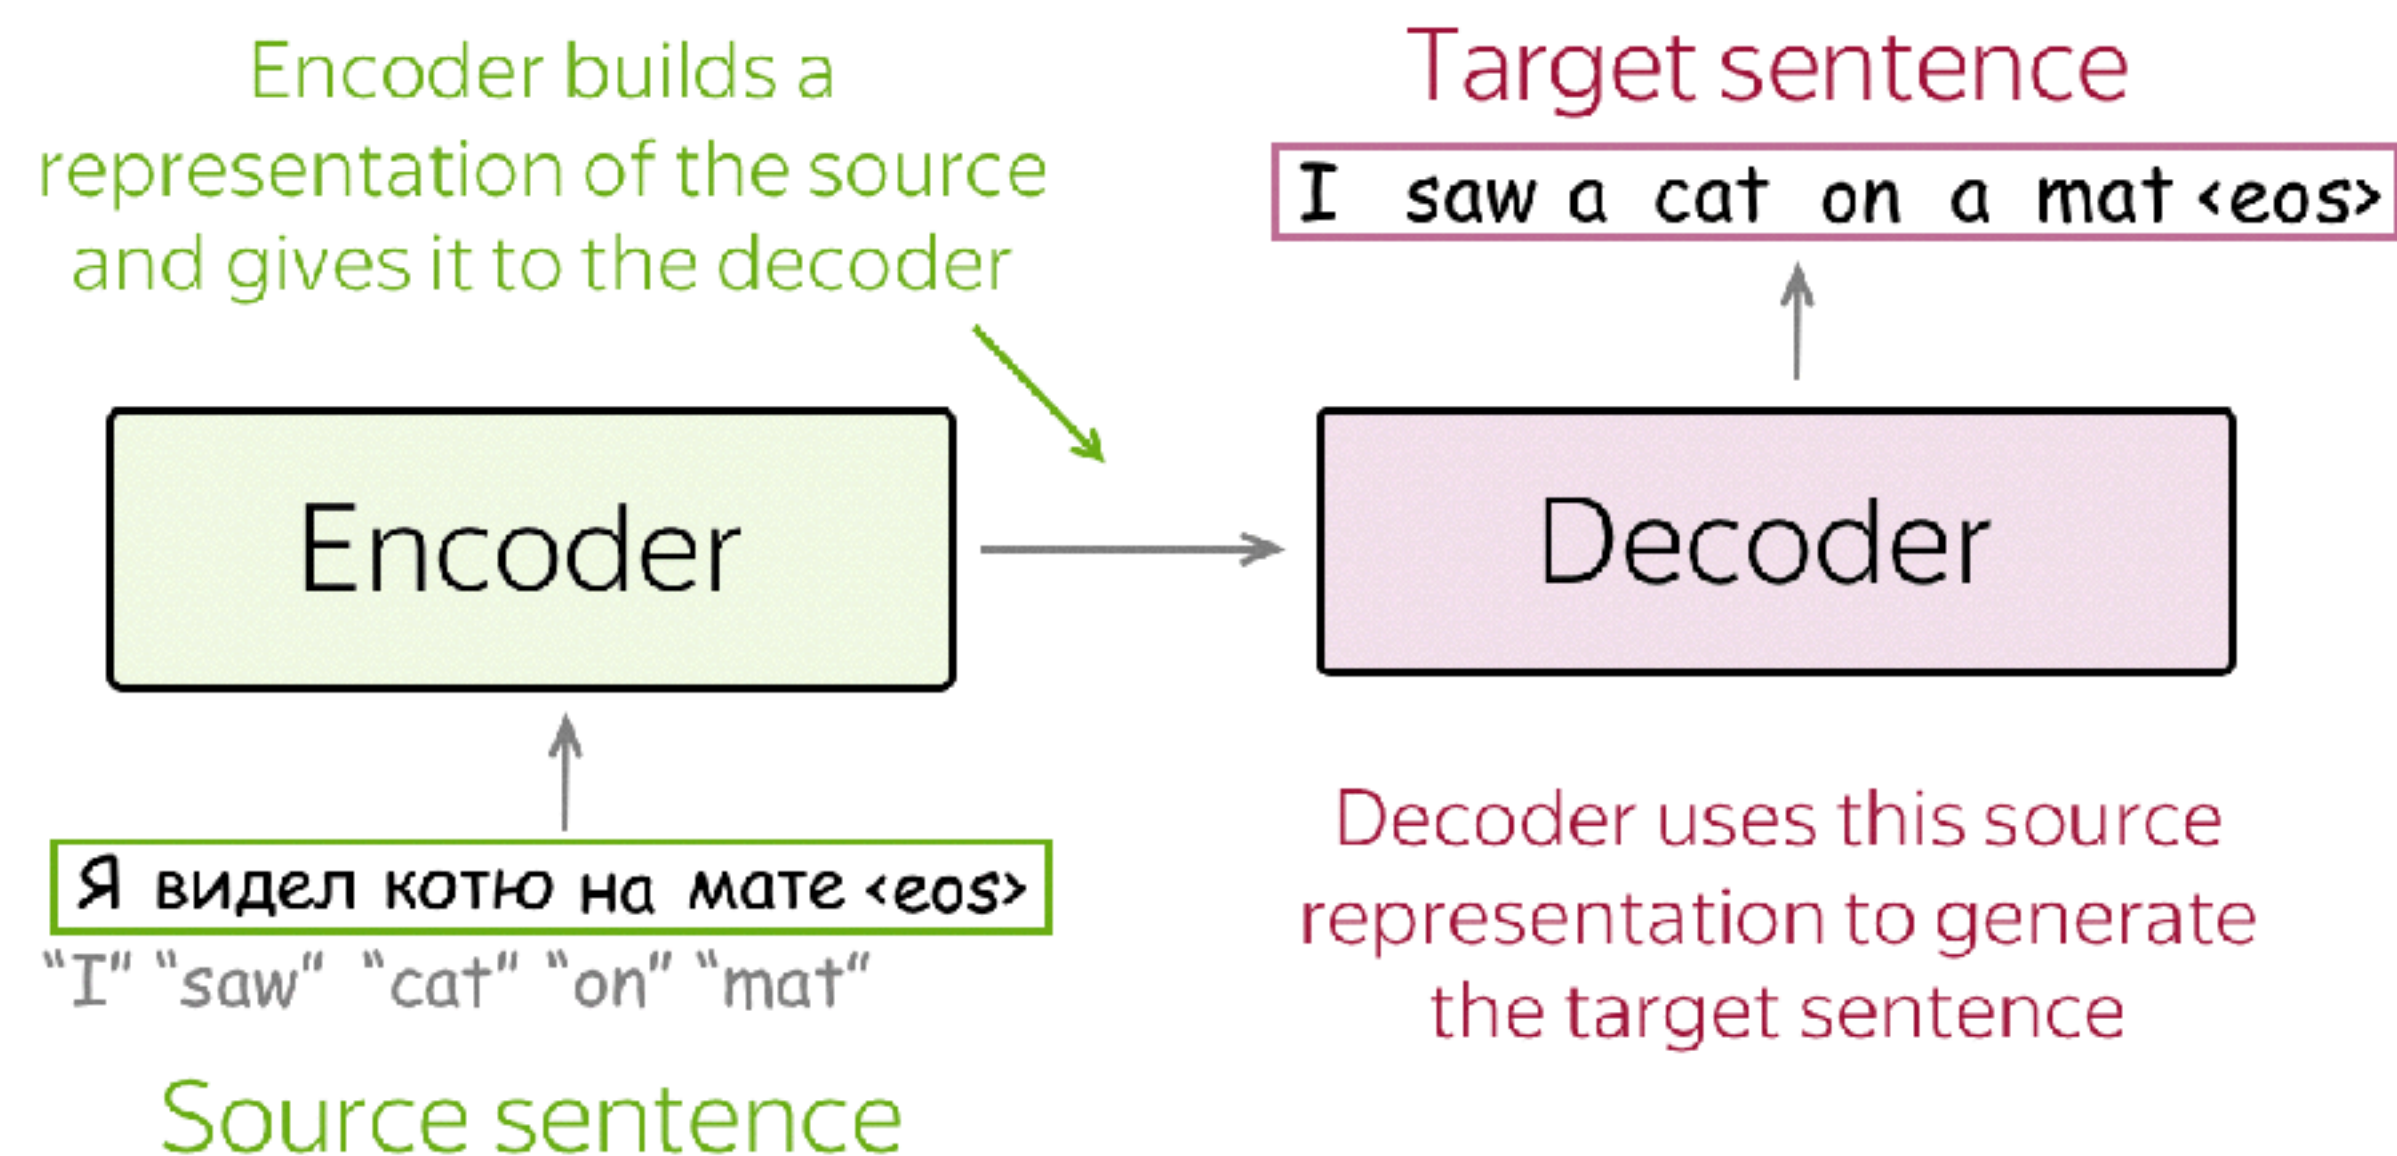 Encoder builds a
representation of the source
and gives it to the decoder
Target sentence
I saw a cat on a mat <eos>
Encoder
Decoder
Я видел котю на мате <eos>
“I” “saw” “cat” “on” “mat“
Source sentence
Decoder uses this source
representation to generate
the target sentence